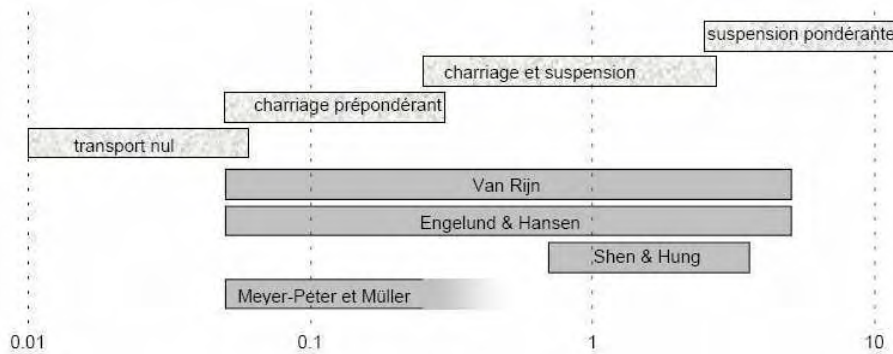 suspension pondérante
charriage et suspension
charriage prépondérant
transport nul
Van Rijn
Engelund & Hansen
Shen & Hung
Meyer-Peter et Müller
0.01 0.1 1 10